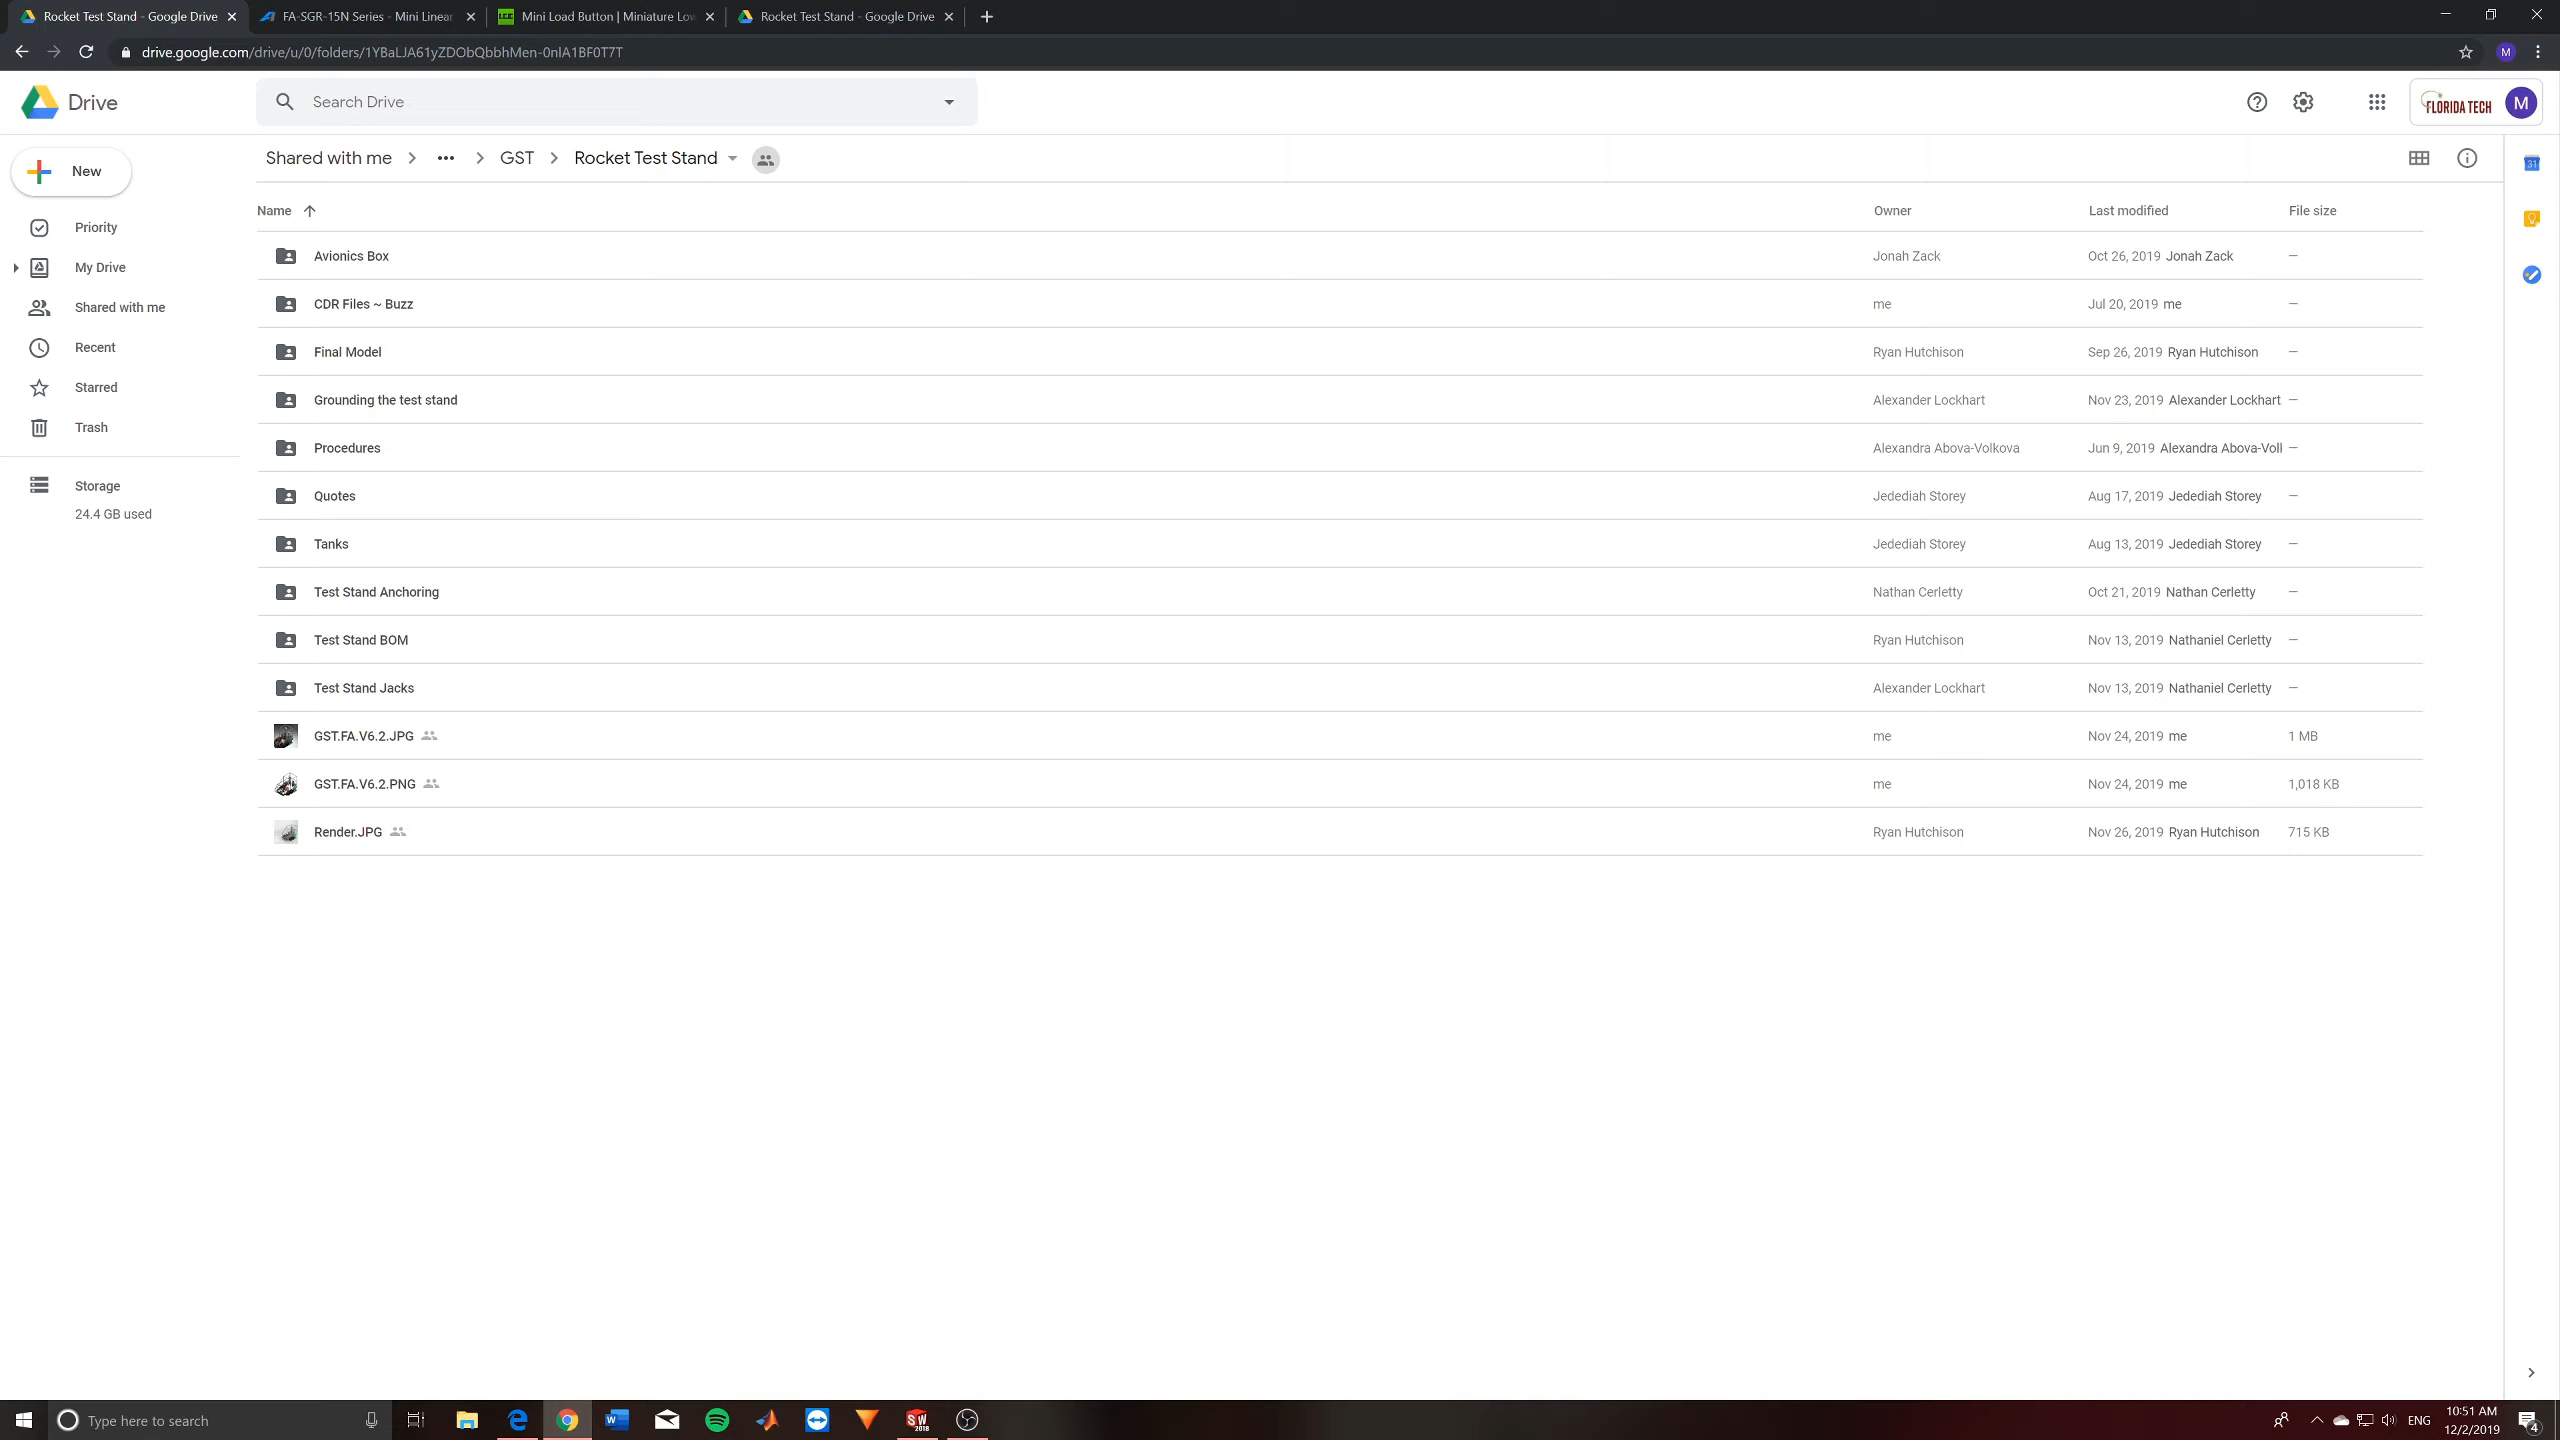 Rocket Test Stand - Google Drive
FA-SGR-15N Series - Mini Linear
Mini Load Button | Miniature Low
Rocket Test Stand - Google Drive
drive.google.com/drive/u/0/folders/1YBaLJA61yZDObQbbhMen-0nlA1BF0T7T
M
Drive
Search Drive
FLORIDA TECH
M
New
Shared with me > ••• > GST > Rocket Test Stand
31
Priority
My Drive
Shared with me
Recent
Starred
Trash
Storage
24.4 GB used
Name Owner Last modified File size
Avionics Box Jonah Zack Oct 26, 2019 Jonah Zack —
CDR Files ~ Buzz me Jul 20, 2019 me —
Final Model Ryan Hutchison Sep 26, 2019 Ryan Hutchison —
Grounding the test stand Alexander Lockhart Nov 23, 2019 Alexander Lockhart —
Procedures Alexandra Abova-Volkova Jun 9, 2019 Alexandra Abova-Voll —
Quotes Jedediah Storey Aug 17, 2019 Jedediah Storey —
Tanks Jedediah Storey Aug 13, 2019 Jedediah Storey —
Test Stand Anchoring Nathan Cerletty Oct 21, 2019 Nathan Cerletty —
Test Stand BOM Ryan Hutchison Nov 13, 2019 Nathaniel Cerletty —
Test Stand Jacks Alexander Lockhart Nov 13, 2019 Nathaniel Cerletty —
GST.FA.V6.2.JPG me Nov 24, 2019 me 1 MB
GST.FA.V6.2.PNG me Nov 24, 2019 me 1,018 KB
Render.JPG Ryan Hutchison Nov 26, 2019 Ryan Hutchison 715 KB
Type here to search
W
SW
2018
ENG
10:51 AM
12/2/2019
4